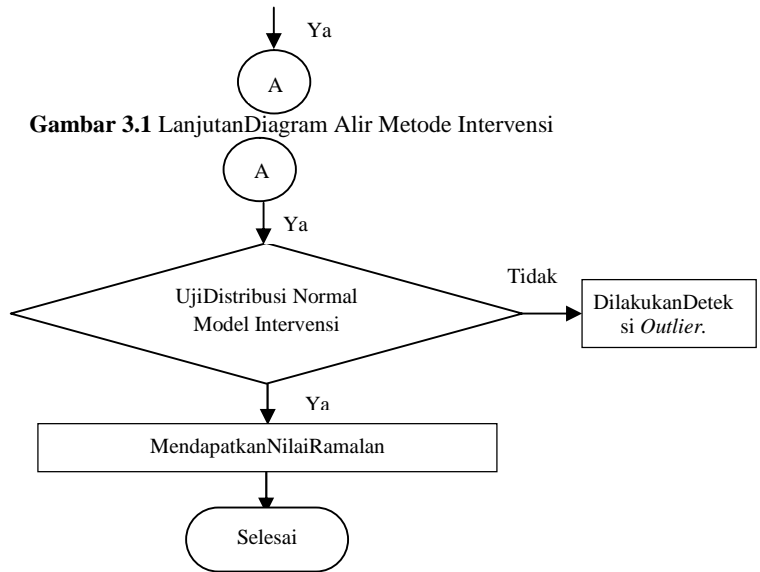 Ya
A
Gambar 3.1 LanjutanDiagram Alir Metode Intervensi
A
Ya
UjiDistribusi Normal
Model Intervensi
Tidak
DilakukanDetek
si Outlier.
Ya
MendapatkanNilaiRamalan
Selesai